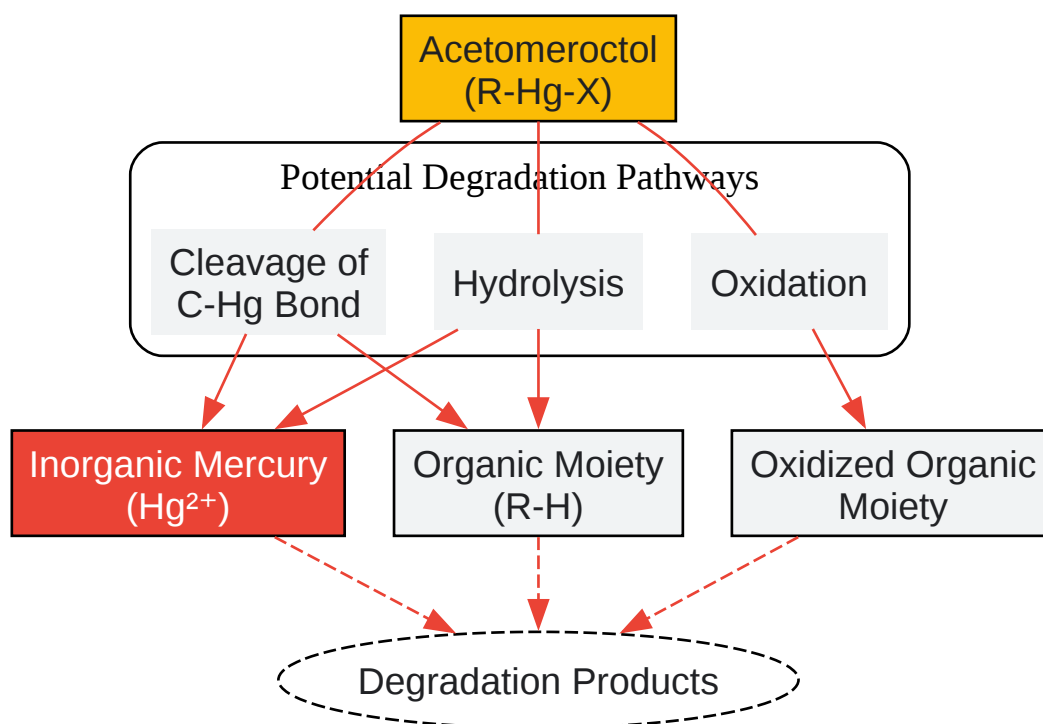 Acetomeroctol
(R-Hg-X)
Potential Degradation Pathways
Cleavage of
C-Hg Bond
Hydrolysis
Oxidation
Inorganic Mercury
(Hg²⁺)
Organic Moiety
(R-H)
Oxidized Organic
Moiety
Degradation Products